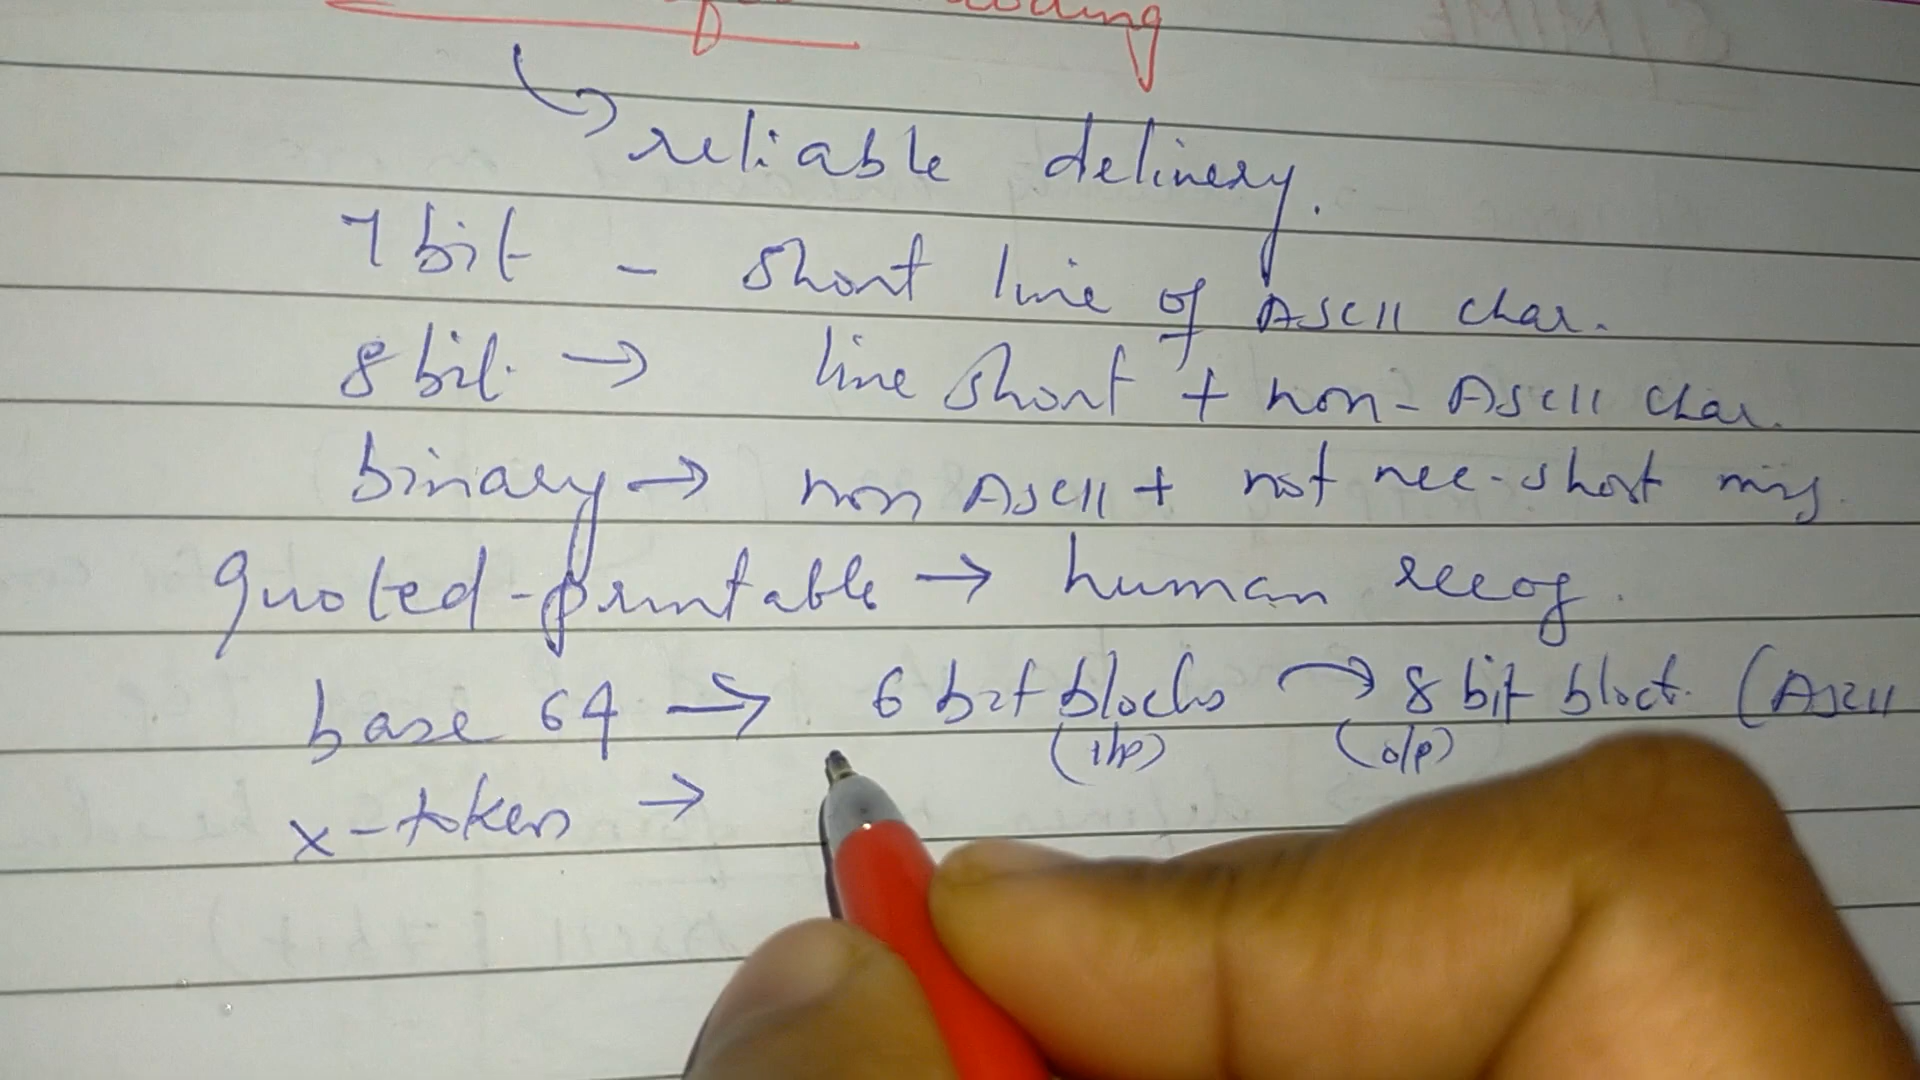 reliable delivery.
7 bit - short line of ASCII char.
8 bit. → line short + non-ASCII char.
binary → non ASCII + not nec-short
quoted-printable → human recog.
base 64 → 6 bit blocks → 8 bit block. (ASCII
(i/p) (o/p)
x-token →